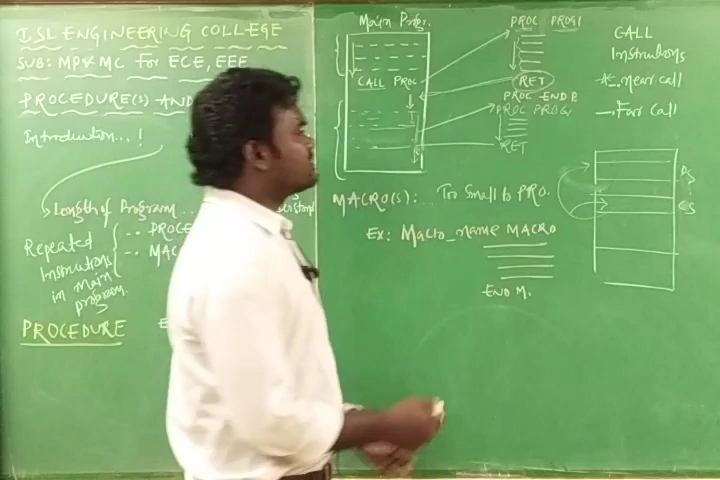 ISL ENGINEERING COLLEGE
SUB: MP & MC For ECE, EEE
PROCEDURE(S) AND
Introduction...!
Length of Program...
Repeated
Instructions
in main
program.
-- PROCE
-- MAC
PROCEDURE
Main Progr.
CALL PROC
PROC PROG1
RET
PROC ENDP.
PROC PROG1
RET
MACRO(S): ... Too Small to PRO.
Ex: Macro_name MACRO
END M.
CALL
Instructions
near call
Far Call
DS
CS